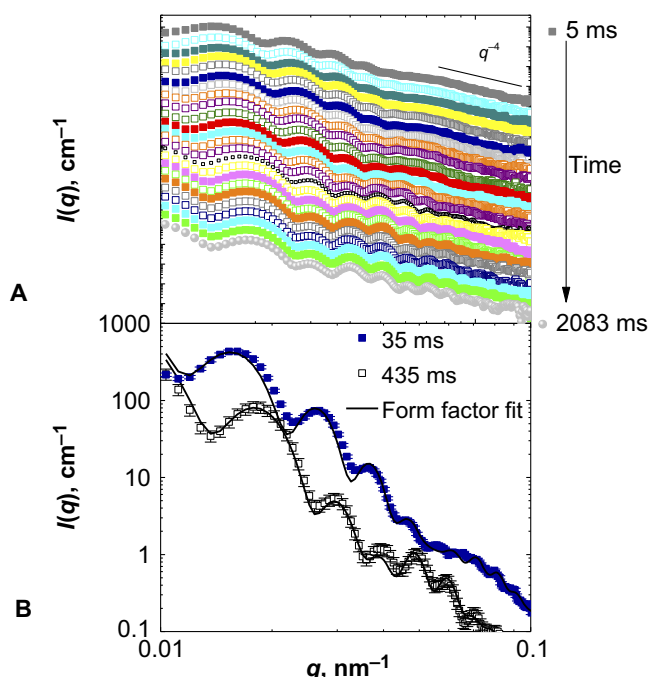 q⁻⁴
5 ms
Time
2083 ms
I(q), cm⁻¹
A
1000
100
10
1
0.1
I(q), cm⁻¹
35 ms
435 ms
Form factor fit
B
0.01
0.1
q, nm⁻¹